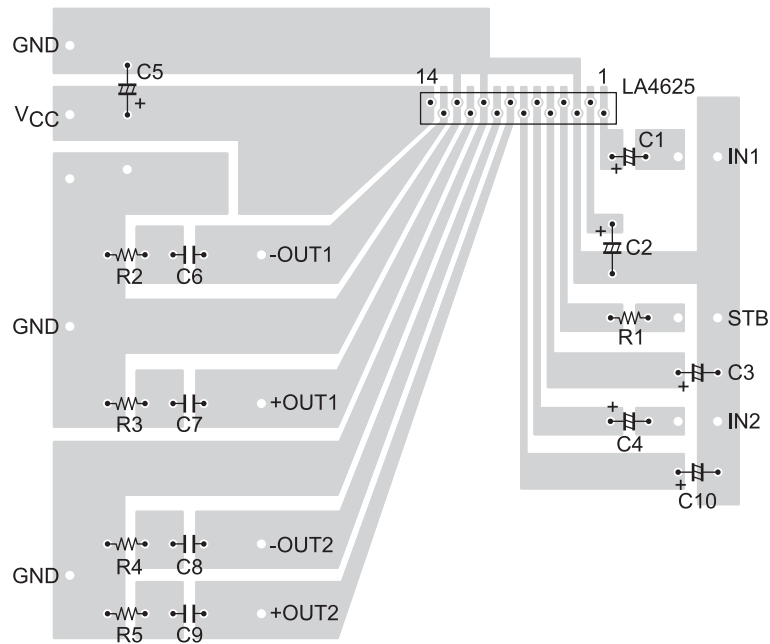 GND
C5
+
14
1
LA4625
VCC
C1
+
IN1
+
C2
-OUT1
R2
C6
GND
STB
R1
C3
+
+OUT1
R3
C7
+
IN2
C4
+
C10
-OUT2
R4
C8
GND
+OUT2
R5
C9